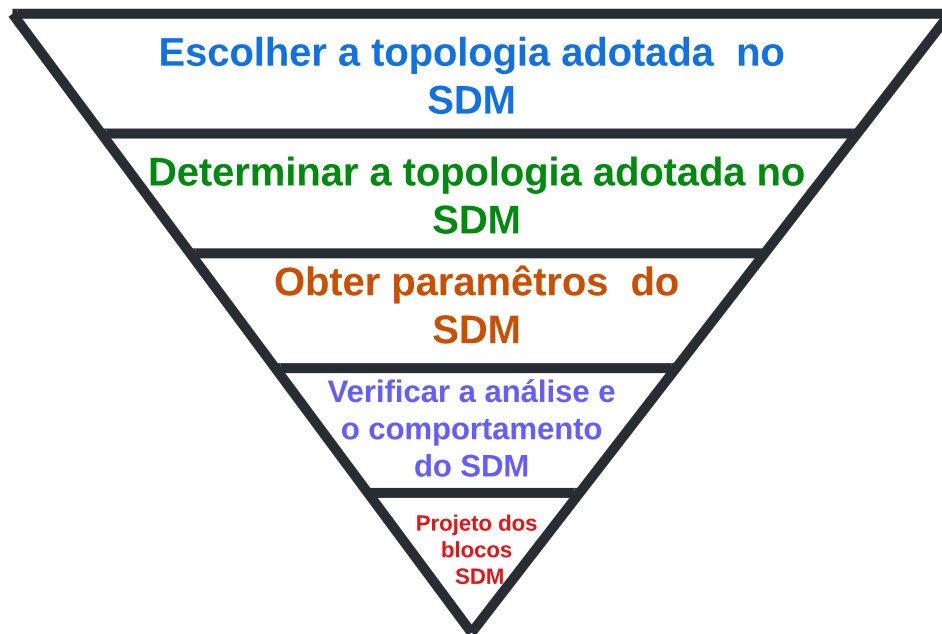 Escolher a topologia adotada  no
SDM
Determinar a topologia adotada no
SDM
Obter paramêtros  do
SDM
Verificar a análise e
o comportamento
do SDM
Projeto dos
blocos
SDM